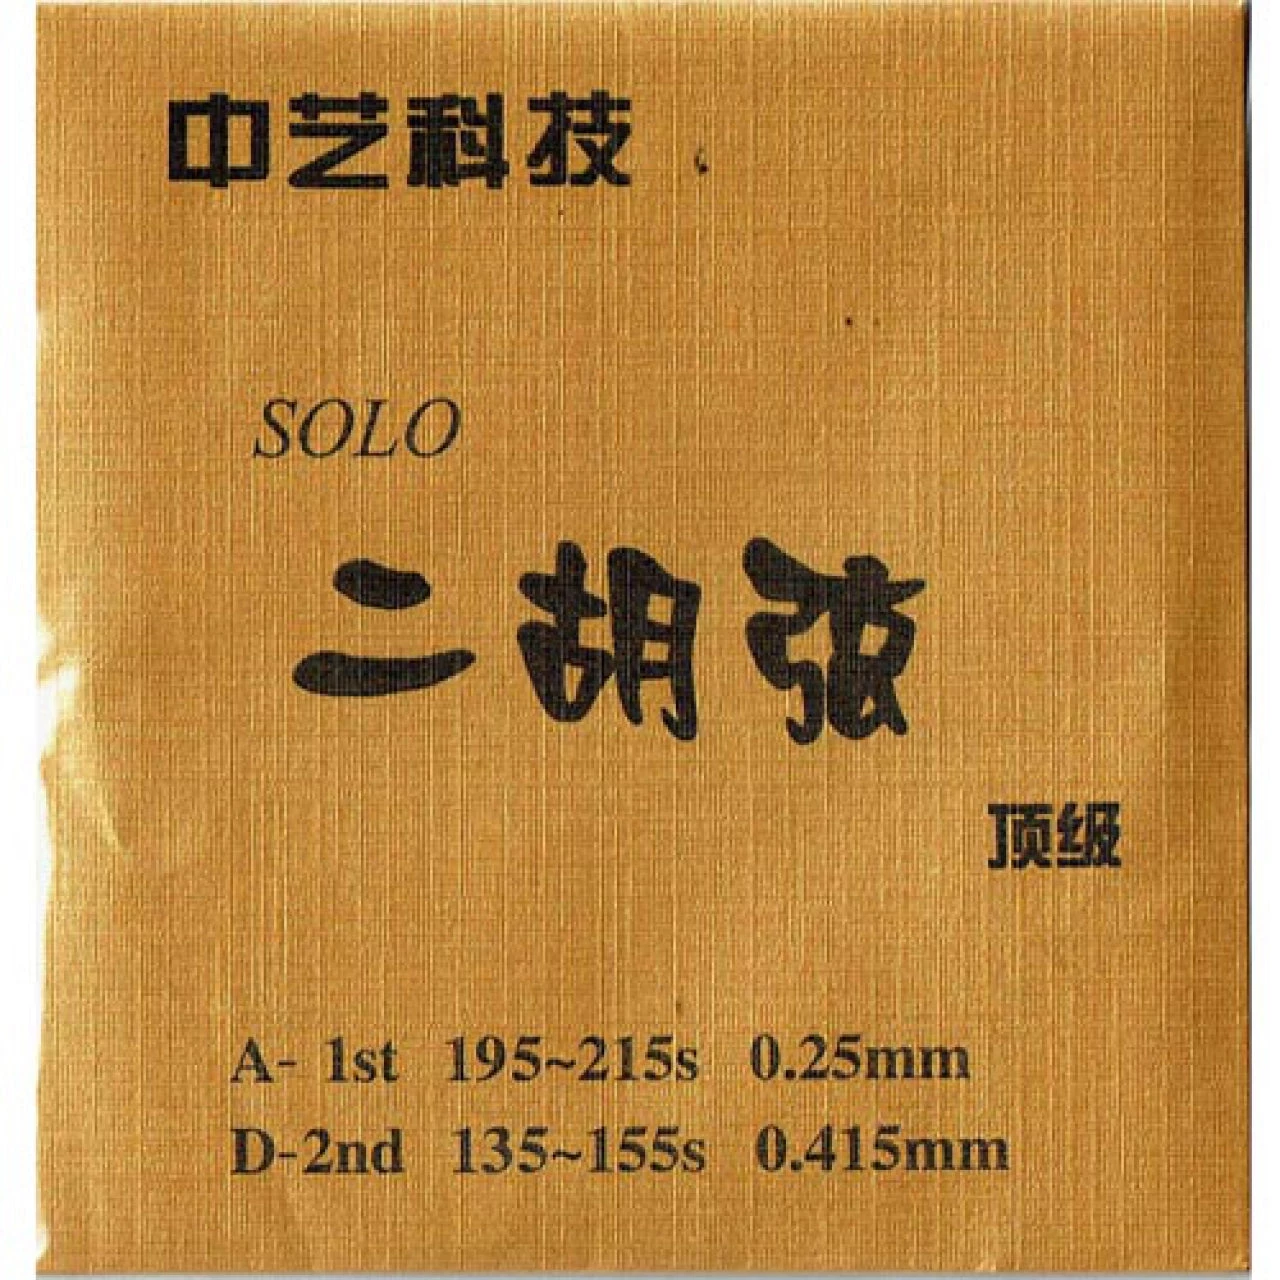 中艺科技
SOLO
二胡弦
顶级
A- 1st 195~215s 0.25mm
D-2nd 135~155s 0.415mm